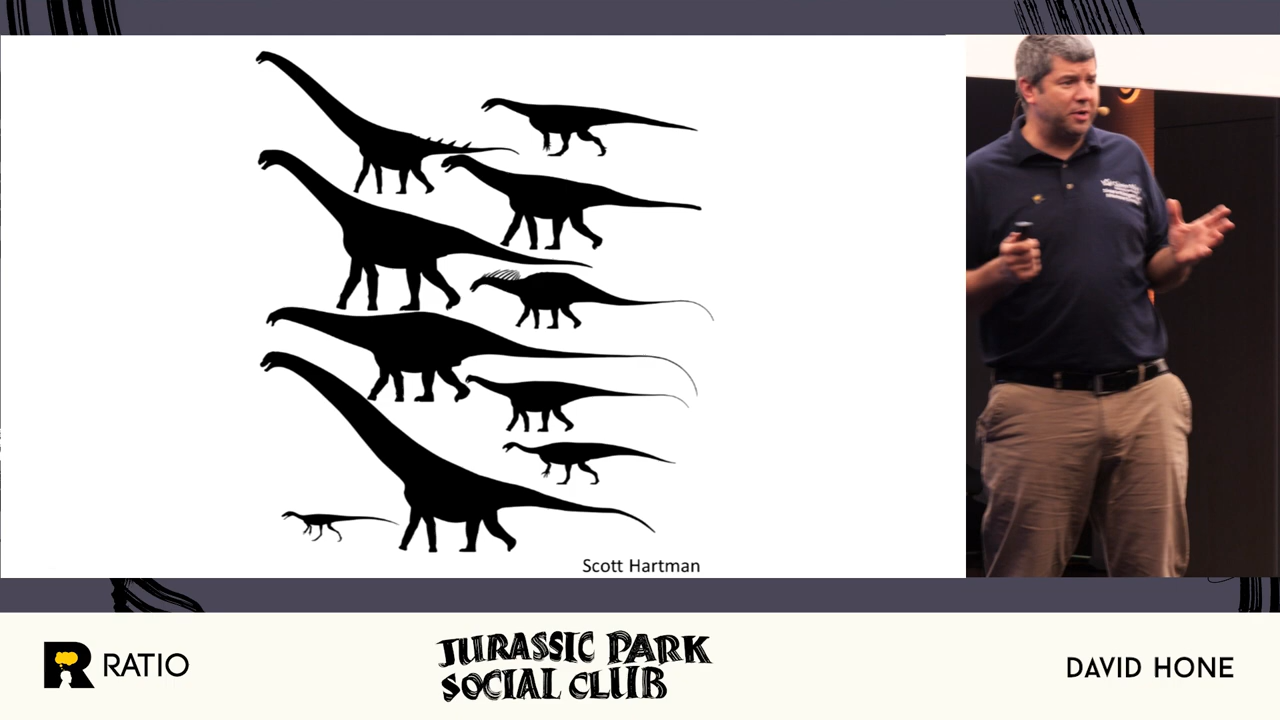 Scott Hartman
RATIO
JURASSIC PARK
SOCIAL CLUB
DAVID HONE